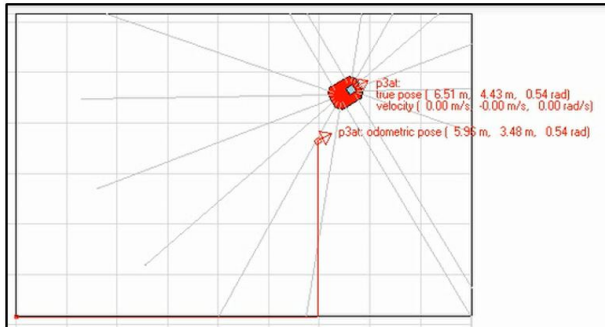 p3at:
true pose ( 6.51 m, 4.43 m, 0.54 rad)
velocity ( 0.00 m/s, -0.00 m/s, 0.00 rad/s)
p3at: odometric pose ( 5.96 m, 3.48 m, 0.54 rad)